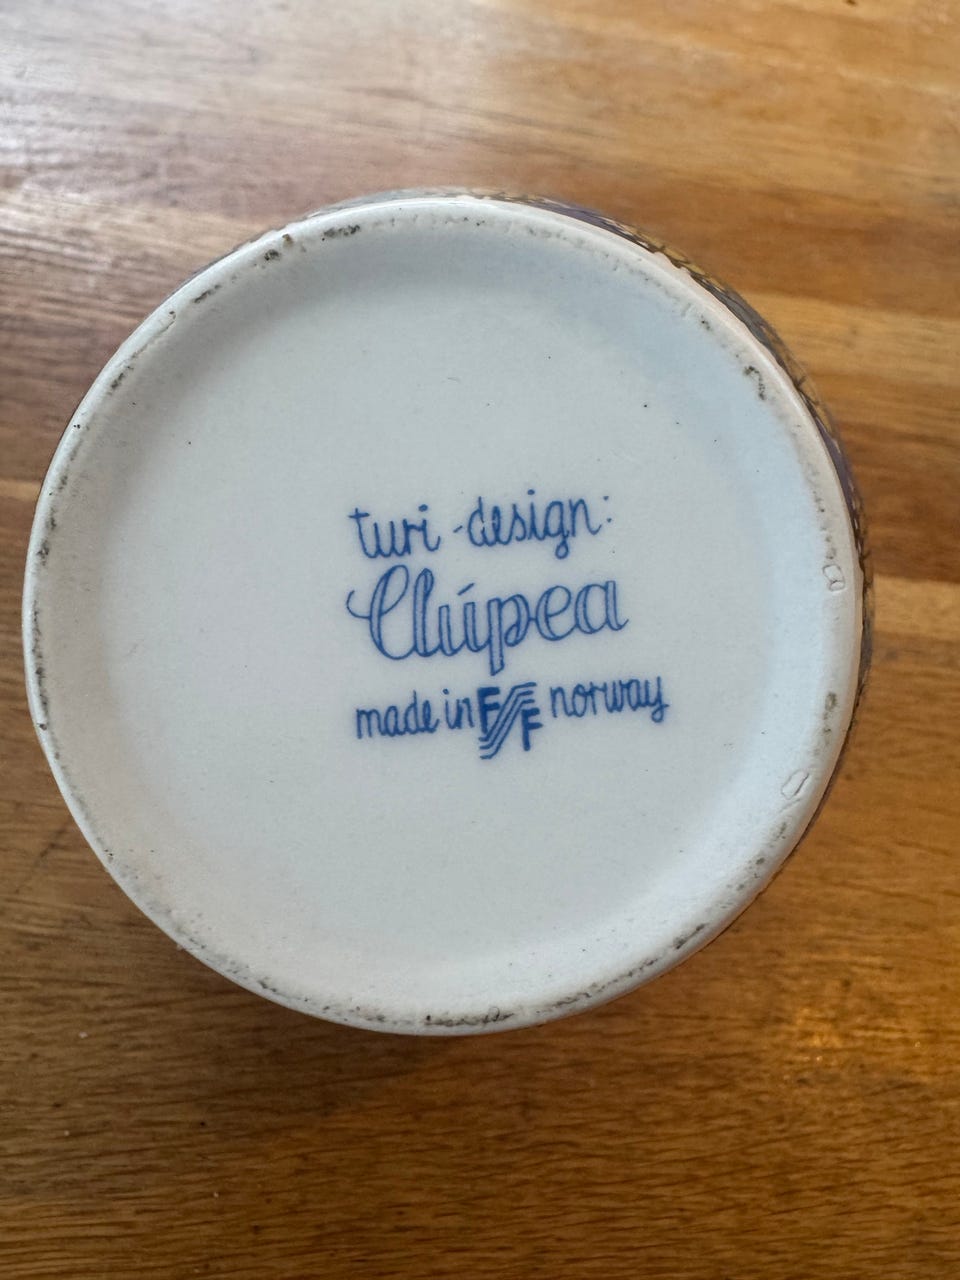 turi-design:
Clúpea
made in FF norway